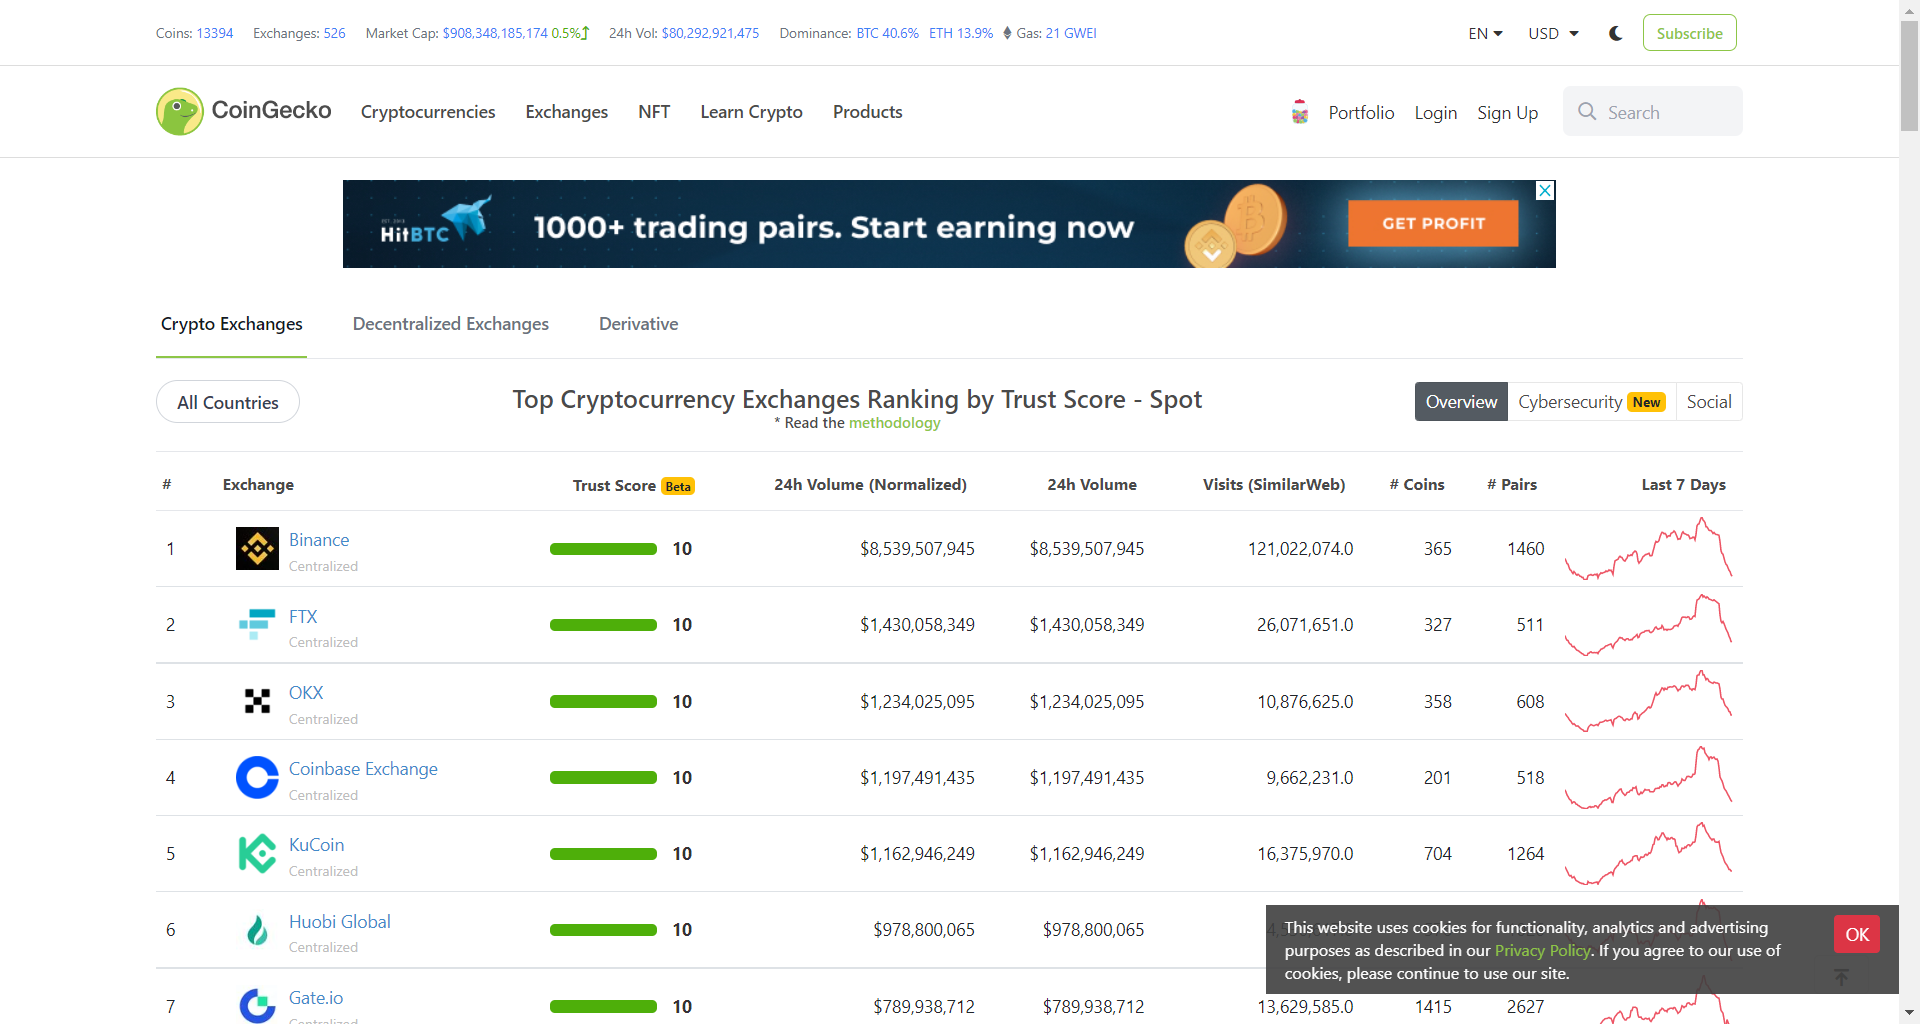 Coins: 13394 Exchanges: 526 Market Cap: $908,348,185,174 0.5% 24h Vol: $80,292,921,475 Dominance: BTC 40.6% ETH 13.9% Gas: 21 GWEI EN USD Subscribe
CoinGecko Cryptocurrencies Exchanges NFT Learn Crypto Products Portfolio Login Sign Up Search
HitBTC 1000+ trading pairs. Start earning now GET PROFIT
Crypto Exchanges Decentralized Exchanges Derivative
All Countries Top Cryptocurrency Exchanges Ranking by Trust Score - Spot Overview Cybersecurity New Social
* Read the methodology
# Exchange Trust Score Beta 24h Volume (Normalized) 24h Volume Visits (SimilarWeb) # Coins # Pairs Last 7 Days
1 Binance 10 $8,539,507,945 $8,539,507,945 121,022,074.0 365 1460
Centralized
2 FTX 10 $1,430,058,349 $1,430,058,349 26,071,651.0 327 511
Centralized
3 OKX 10 $1,234,025,095 $1,234,025,095 10,876,625.0 358 608
Centralized
4 Coinbase Exchange 10 $1,197,491,435 $1,197,491,435 9,662,231.0 201 518
Centralized
5 KuCoin 10 $1,162,946,249 $1,162,946,249 16,375,970.0 704 1264
Centralized
6 Huobi Global 10 $978,800,065 $978,800,065
Centralized
This website uses cookies for functionality, analytics and advertising
purposes as described in our Privacy Policy. If you agree to our use of
cookies, please continue to use our site.
OK
7 Gate.io 10 $789,938,712 $789,938,712 13,629,585.0 1415 2627
Centralized